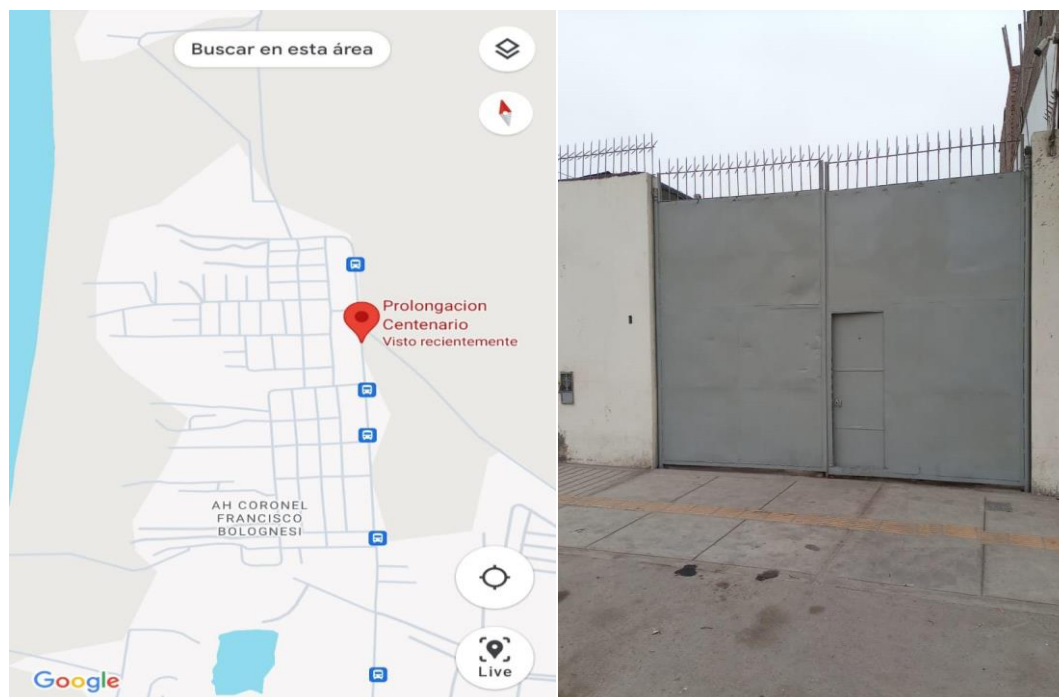 Buscar en esta área
Prolongacion
Centenario
Visto recientemente
AH CORONEL
FRANCISCO
BOLOGNESI
Live
Google